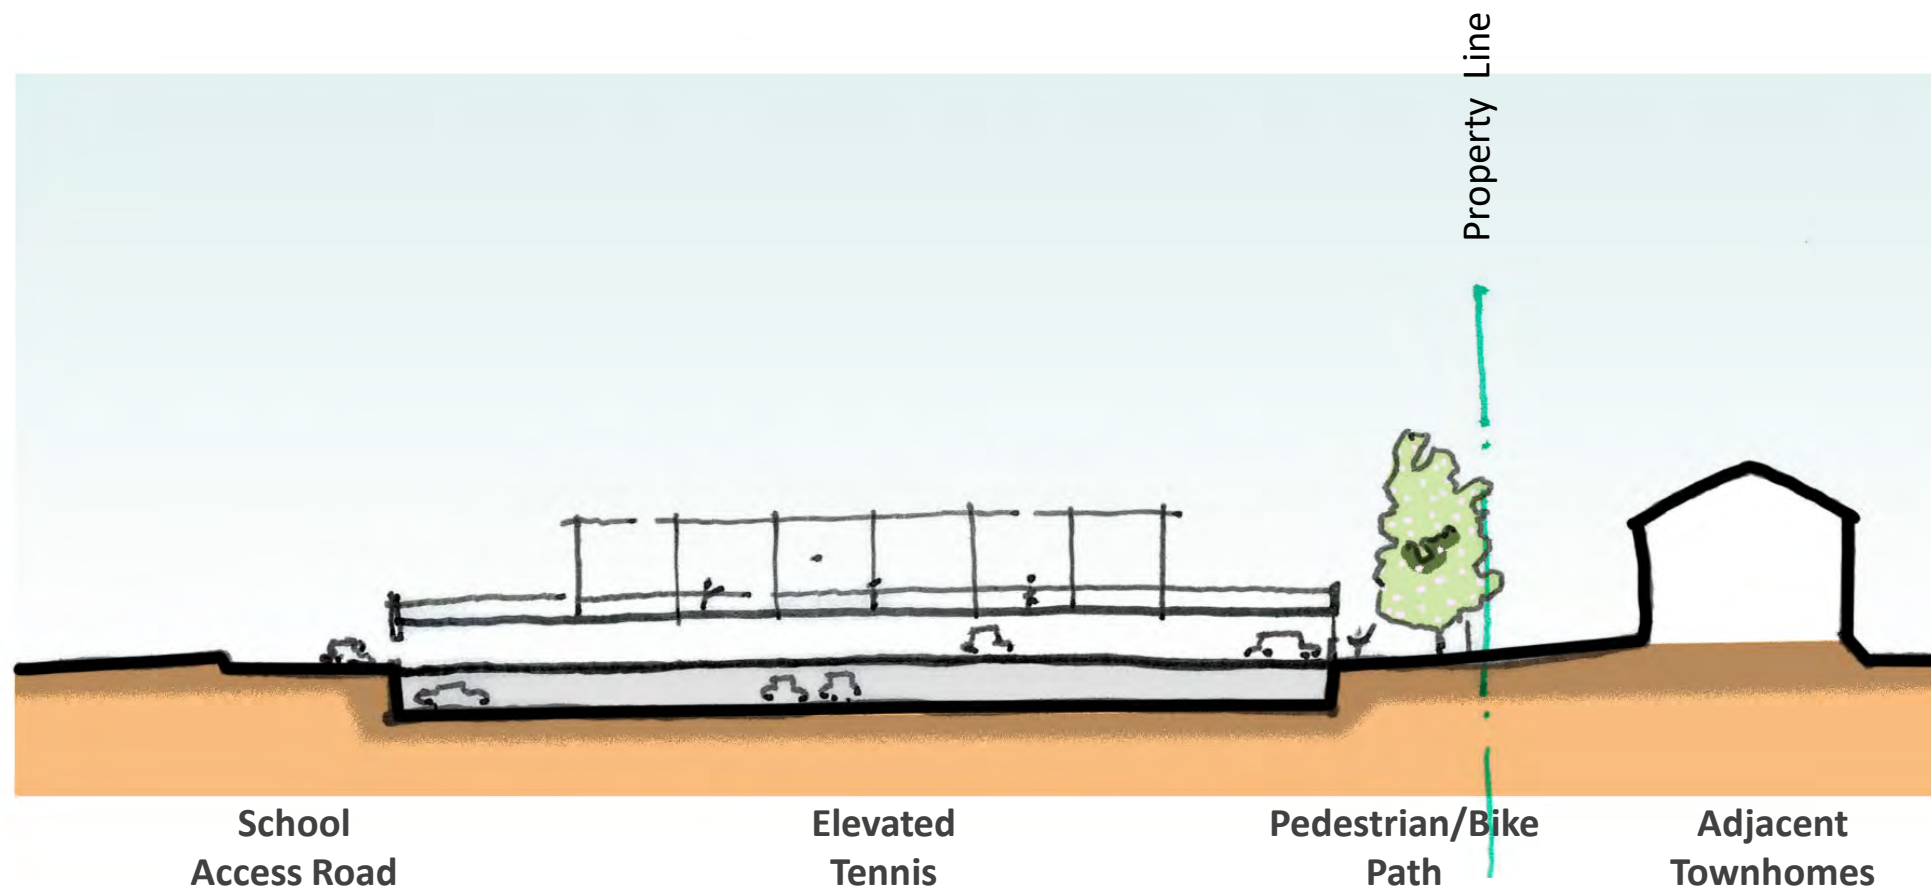 Property Line
School
Access Road
Elevated
Tennis
Pedestrian/Bike
Path
Adjacent
Townhomes